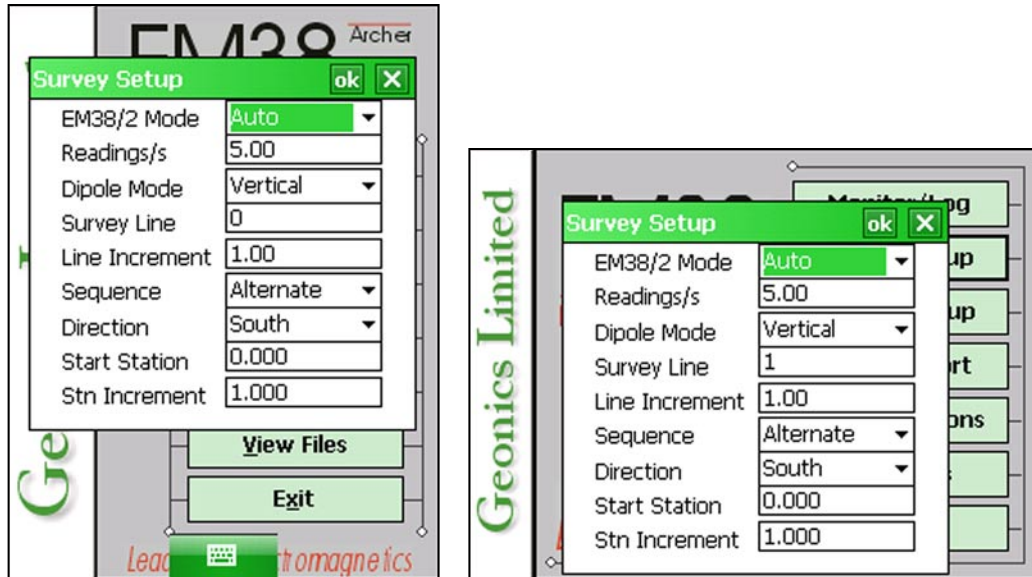 EM38
Archer
Survey Setup ok
EM38/2 Mode Auto
Readings/s 5.00
Dipole Mode Vertical
Survey Line 0
Line Increment 1.00
Sequence Alternate
Direction South
Start Station 0.000
Stn Increment 1.000
View Files
Exit
Geonics Limited
Survey Setup ok
EM38/2 Mode Auto
Readings/s 5.00
Dipole Mode Vertical
Survey Line 1
Line Increment 1.00
Sequence Alternate
Direction South
Start Station 0.000
Stn Increment 1.000